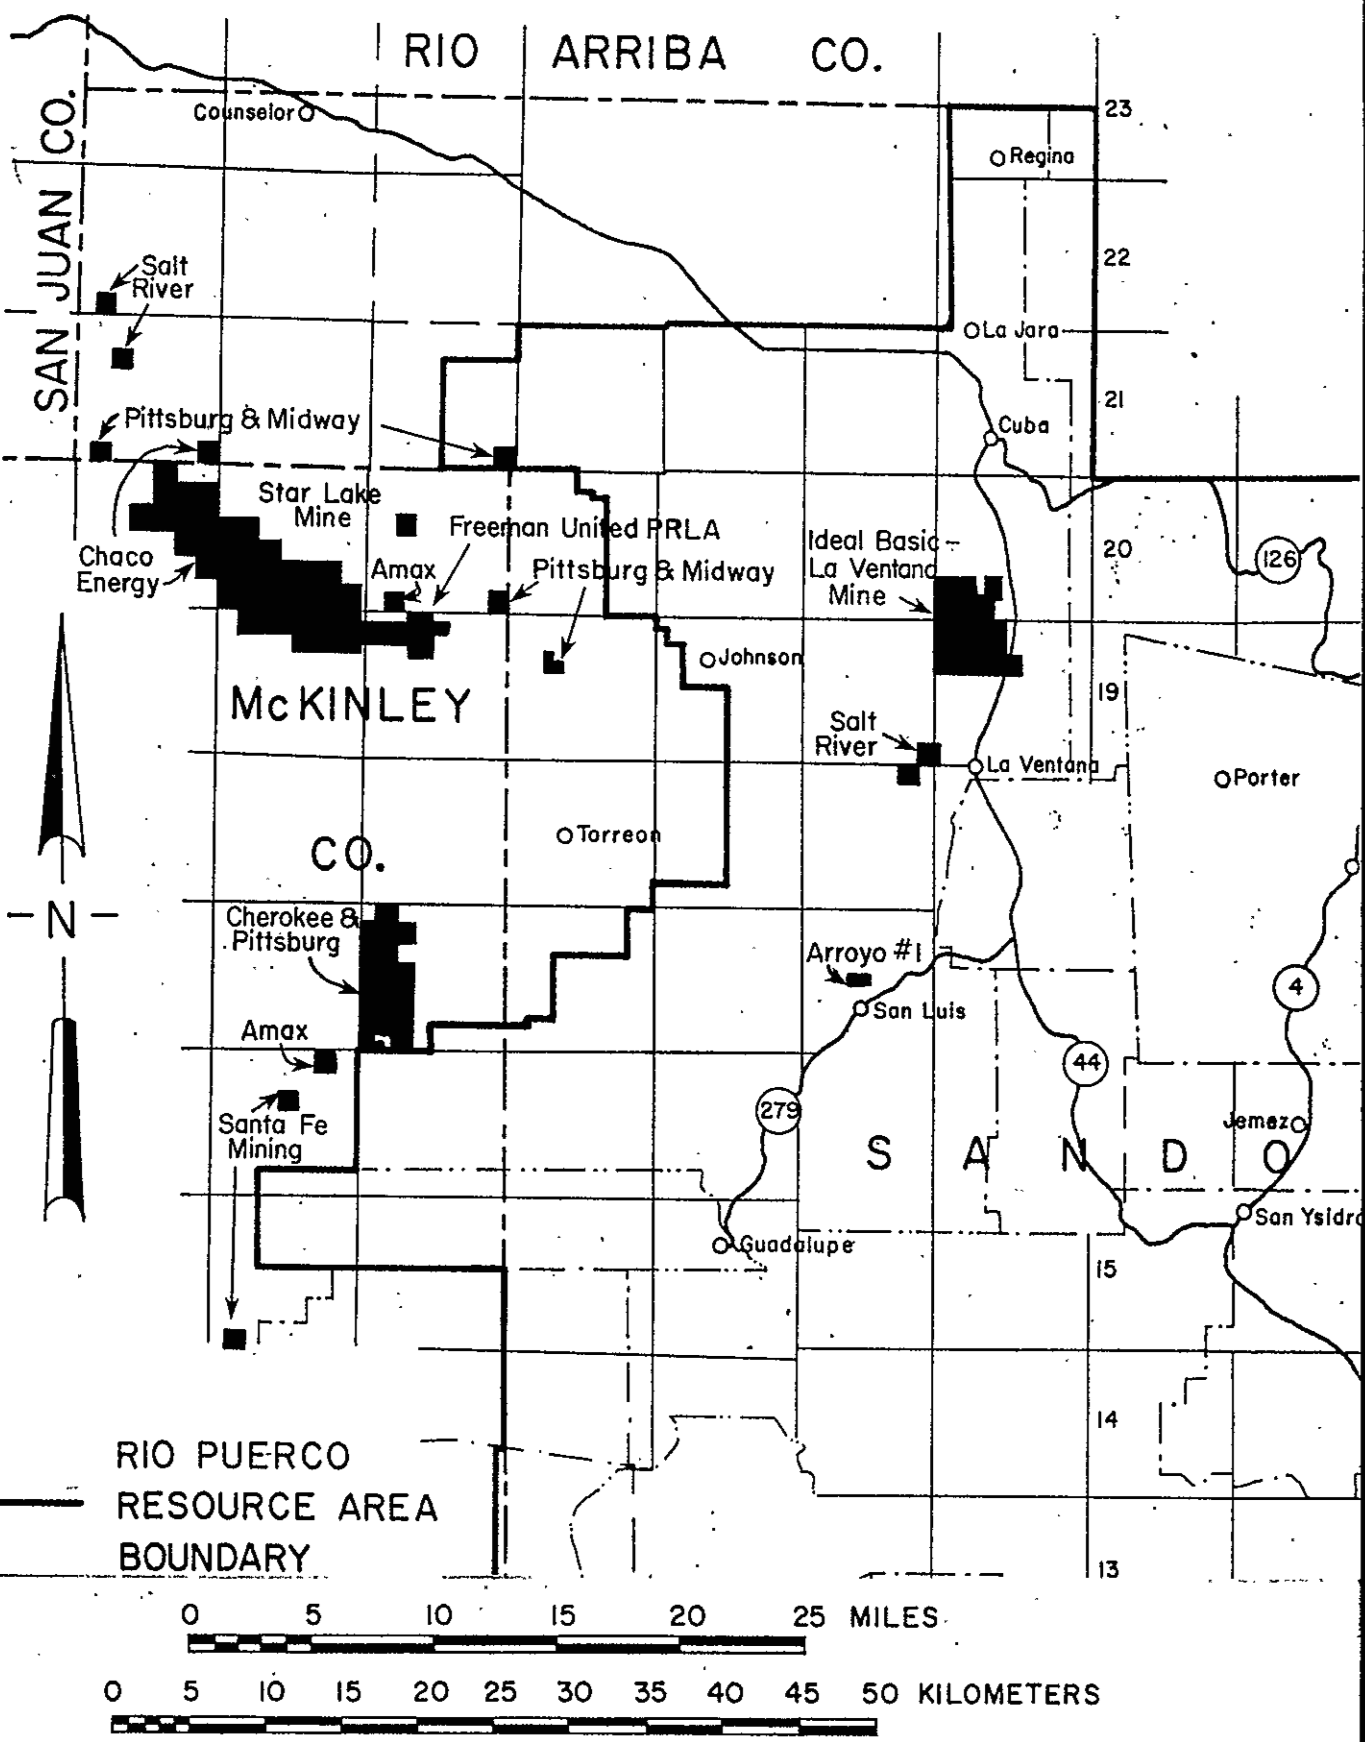 RIO ARRIBA CO.
SAN JUAN CO.
Counselor
23
Regina
22
Salt
River
La Jara
21
Pittsburg & Midway
Cuba
Star Lake
Mine
Freeman United PRLA
Ideal Basic-
La Ventana
Mine
20
126
Chaco
Energy
Amax
Pittsburg & Midway
Johnson
McKINLEY
19
Salt
River
La Ventana
Porter
CO.
Torreon
N
Cherokee &
Pittsburg
Arroyo #1
4
San Luis
Amax
44
279
Santa Fe
Mining
Jemez
S A N D O
San Ysidro
Guadalupe
15
14
RIO PUERCO
RESOURCE AREA
BOUNDARY
13
0 5 10 15 20 25 MILES
0 5 10 15 20 25 30 35 40 45 50 KILOMETERS